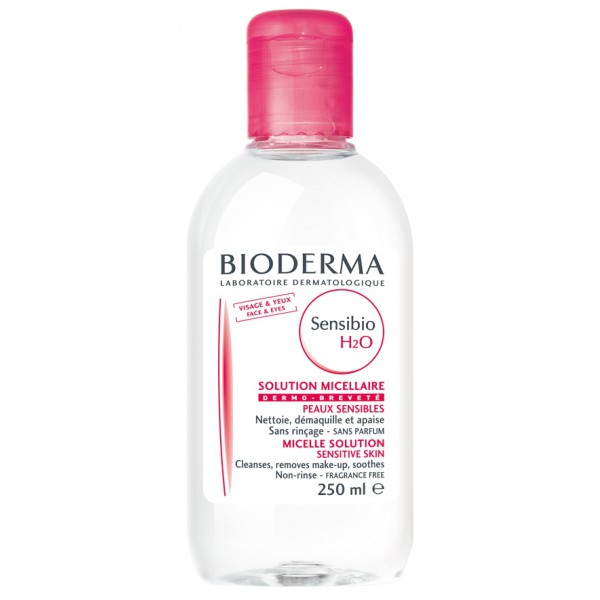 BIODERMA
LABORATOIRE DERMATOLOGIQUE
VISAGE & YEUX
FACE & EYES
Sensibio
H2O
SOLUTION MICELLAIRE
DERMO-BREVETÉ
PEAUX SENSIBLES
Nettoie, démaquille et apaise
Sans rinçage - SANS PARFUM
MICELLE SOLUTION
SENSITIVE SKIN
Cleanses, removes make-up, soothes
Non-rinse - FRAGRANCE FREE
250 ml ℮